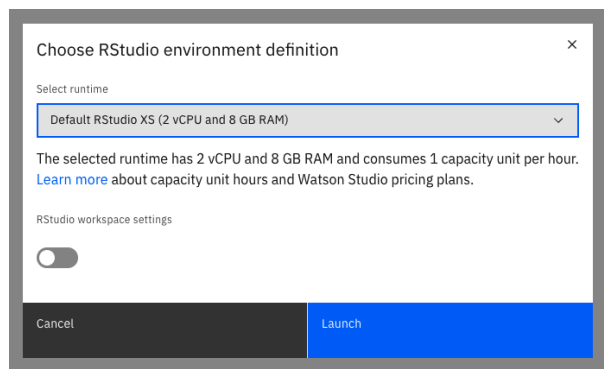 Choose RStudio environment definition
Select runtime
Default RStudio XS (2 vCPU and 8 GB RAM)
The selected runtime has 2 vCPU and 8 GB RAM and consumes 1 capacity unit per hour.
Learn more about capacity unit hours and Watson Studio pricing plans.
RStudio workspace settings
Cancel
Launch